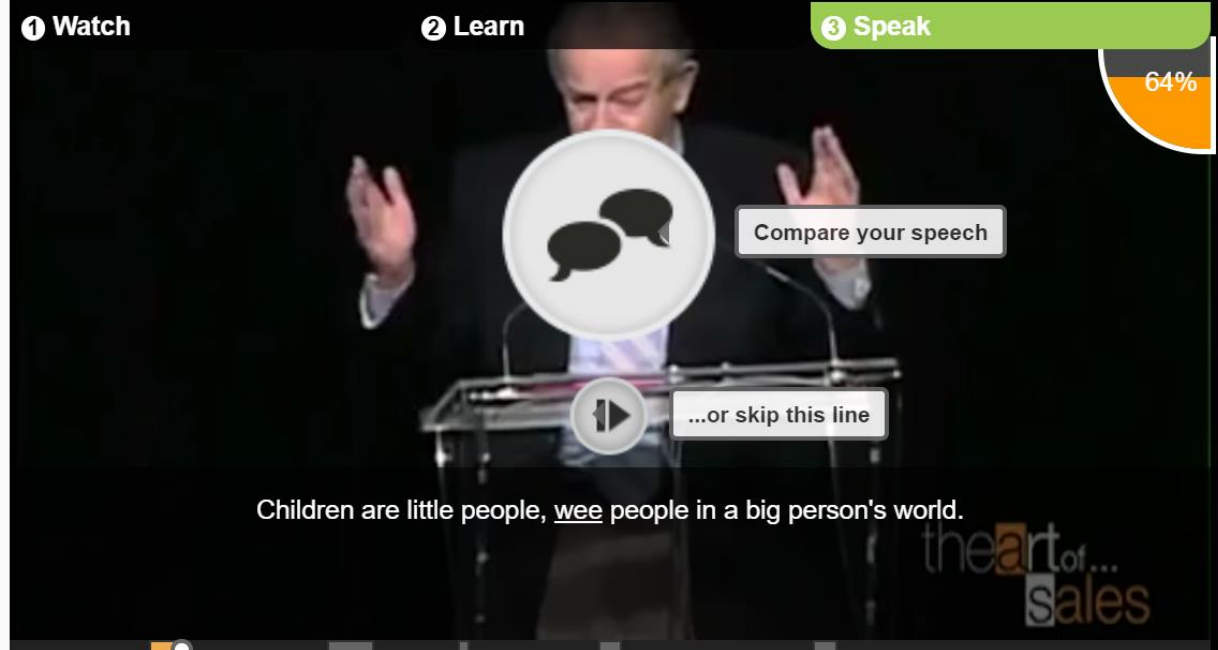 1 Watch
2 Learn
3 Speak
64%
Compare your speech
...or skip this line
Children are little people, wee people in a big person's world.
theartof...
sales